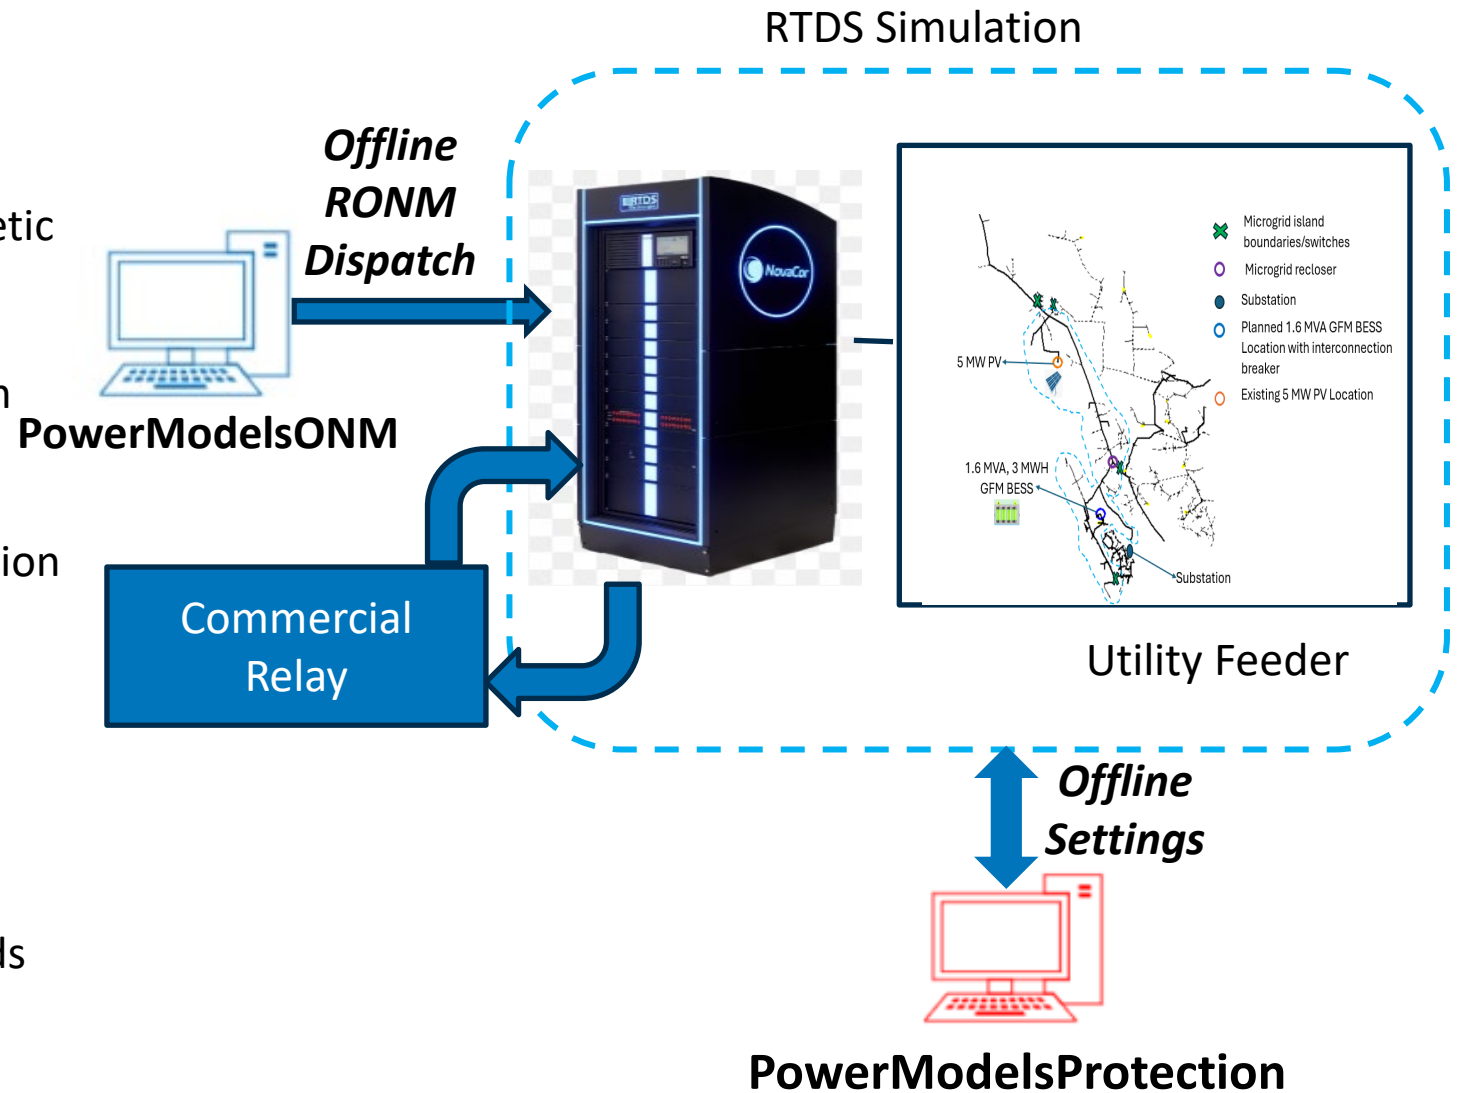 RTDS Simulation
Offline
RONM
Dispatch
etic
n
PowerModelsONM
ion
Commercial
Relay
ds
RTDS
NovaCor
Microgrid island
boundaries/switches
Microgrid recloser
Substation
Planned 1.6 MVA GFM BESS
Location with interconnection
breaker
Existing 5 MW PV Location
5 MW PV
1.6 MVA, 3 MWH
GFM BESS
Substation
Utility Feeder
Offline
Settings
PowerModelsProtection